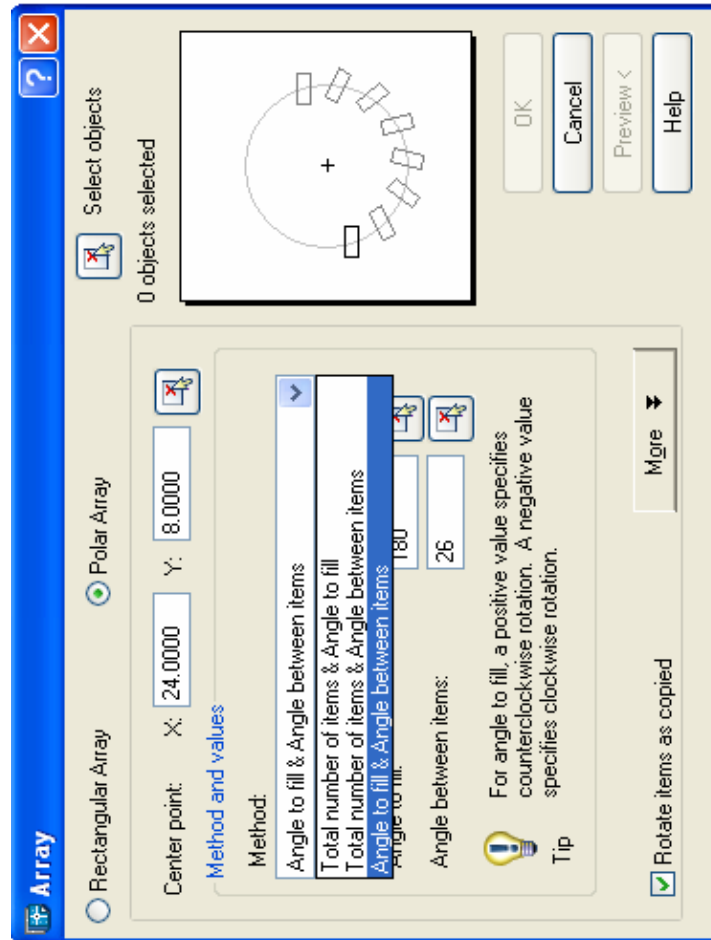 Array
Rectangular Array
Polar Array
Select objects
Center point:
X:
24.0000
Y:
8.0000
0 objects selected
Method and values
Method:
Angle to fill & Angle between items
Total number of items & Angle to fill
Total number of items & Angle between items
Angle to fill & Angle between items
Angle to fill:
180
Angle between items:
26
Tip
For angle to fill, a positive value specifies
counterclockwise rotation. A negative value
specifies clockwise rotation.
Rotate items as copied
More
OK
Cancel
Preview <
Help